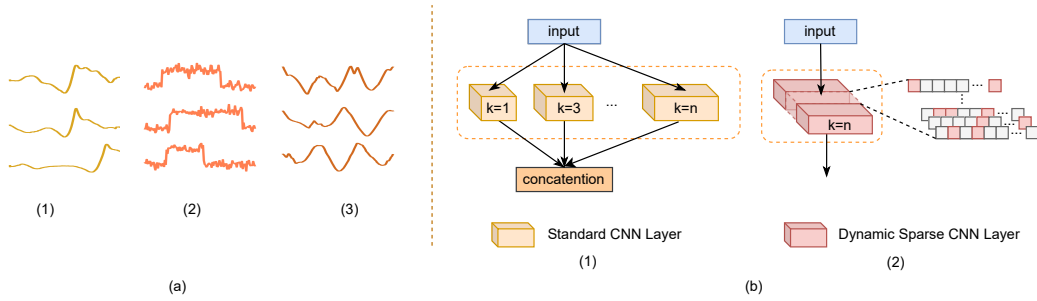 (1)
(2)
(3)
(a)
input
k=1
k=3
...
k=n
concatention
Standard CNN Layer
(1)
input
k=n
...
...
...
Dynamic Sparse CNN Layer
(2)
(b)